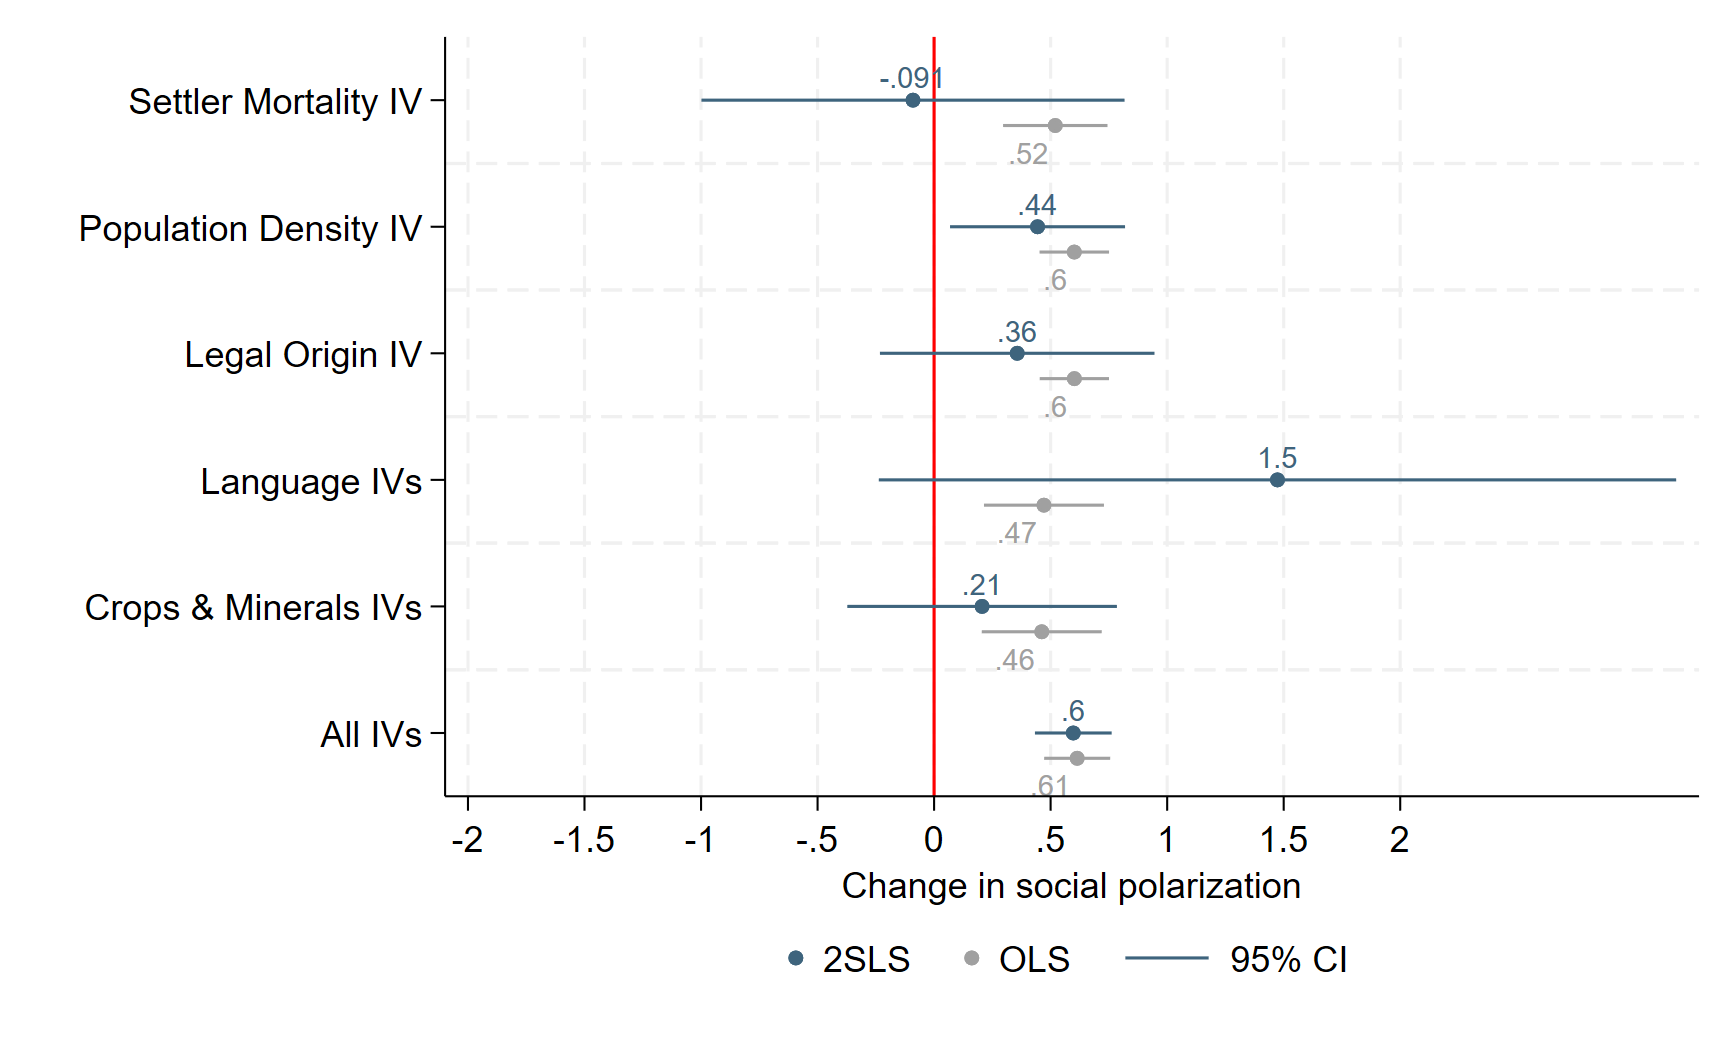 Settler Mortality IV
-.091
.52
Population Density IV
.44
.6
Legal Origin IV
.36
.6
Language IVs
1.5
.47
Crops & Minerals IVs
.21
.46
All IVs
.6
.61
-2 -1.5 -1 -.5 0 .5 1 1.5 2
Change in social polarization
2SLS OLS 95% CI